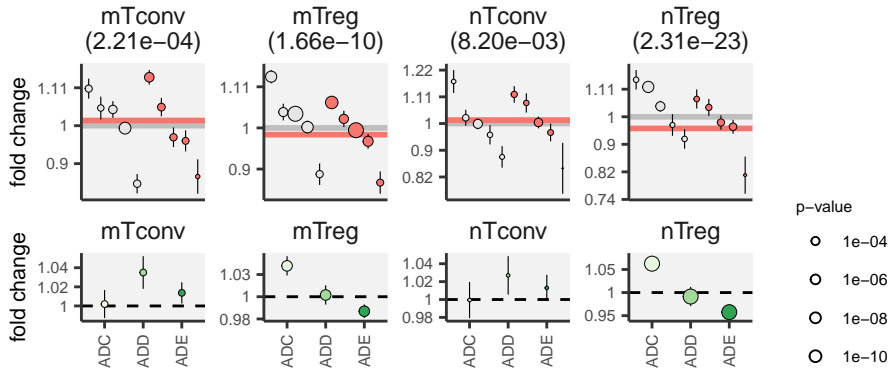 mTconv
(2.21e−04)
mTreg
(1.66e−10)
nTconv
(8.20e−03)
nTreg
(2.31e−23)
fold change
1.11
1
0.9
1.11
1
0.9
1.22
1.11
1
0.9
0.82
1.22
1.11
1
0.9
0.82
0.74
mTconv
mTreg
nTconv
nTreg
fold change
1.04
1.02
1
1.03
1
0.98
1.04
1.02
1
0.98
1.05
1
0.95
ADC
ADD
ADE
ADC
ADD
ADE
ADC
ADD
ADE
ADC
ADD
ADE
p−value
1e−04
1e−06
1e−08
1e−10